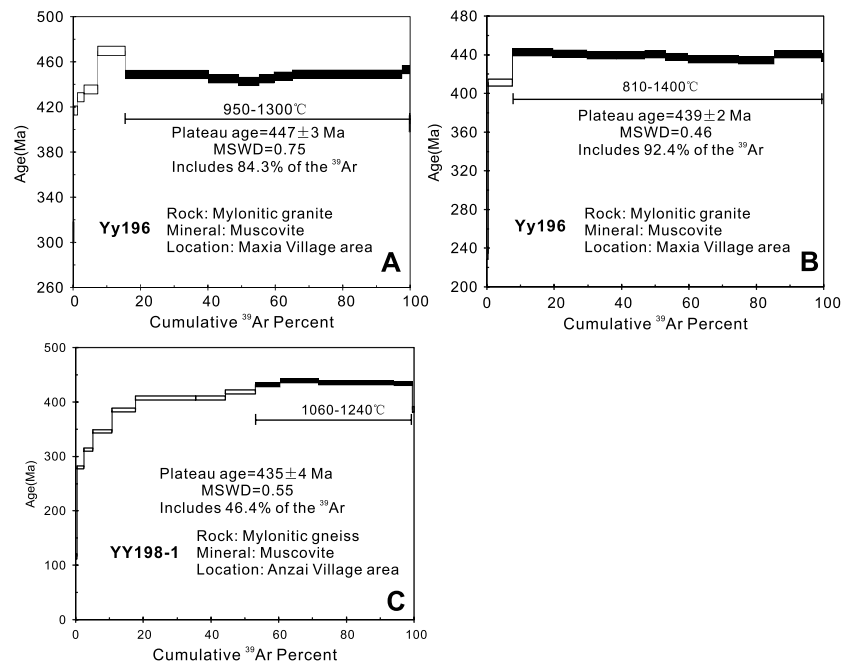 500
460
420
380
340
300
260
Age(Ma)
950-1300℃
Plateau age=447±3 Ma
MSWD=0.75
Includes 84.3% of the ³⁹Ar
Yy196
Rock: Mylonitic granite
Mineral: Muscovite
Location: Maxia Village area
A
0 20 40 60 80 100
Cumulative ³⁹Ar Percent
480
440
400
360
320
280
240
200
Age(Ma)
810-1400℃
Plateau age=439±2 Ma
MSWD=0.46
Includes 92.4% of the ³⁹Ar
Yy196
Rock: Mylonitic granite
Mineral: Muscovite
Location: Maxia Village area
B
0 20 40 60 80 100
Cumulative ³⁹Ar Percent
500
400
300
200
100
0
Age(Ma)
1060-1240℃
Plateau age=435±4 Ma
MSWD=0.55
Includes 46.4% of the ³⁹Ar
YY198-1
Rock: Mylonitic gneiss
Mineral: Muscovite
Location: Anzai Village area
C
0 20 40 60 80 100
Cumulative ³⁹Ar Percent